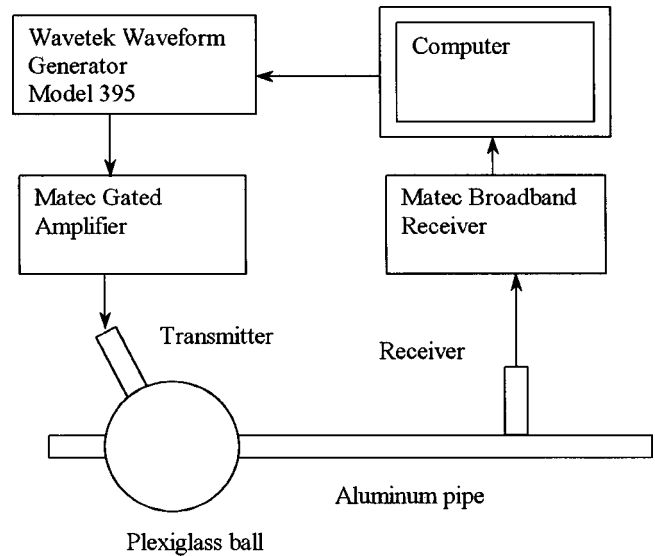 Wavetek Waveform
Generator
Model 395
Computer
Matec Gated
Amplifier
Matec Broadband
Receiver
Transmitter
Receiver
Aluminum pipe
Plexiglass ball